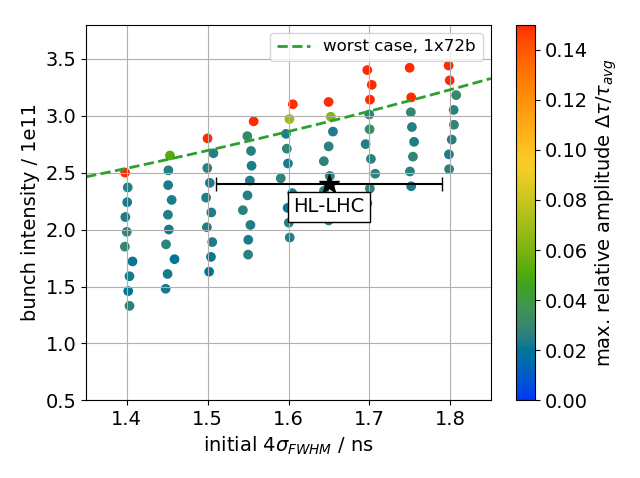 worst case, 1x72b
3.5
3.0
2.5
2.0
1.5
1.0
0.5
bunch intensity / 1e11
HL-LHC
1.4 1.5 1.6 1.7 1.8
initial 4σ_FWHM / ns
0.14
0.12
0.10
0.08
0.06
0.04
0.02
0.00
max. relative amplitude Δτ/τ_avg